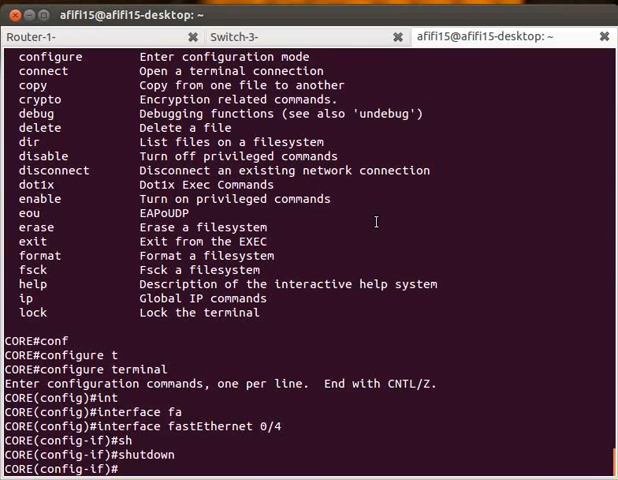 afifi15@afifi15-desktop: ~
Router-1-
Switch-3-
afifi15@afifi15-desktop: ~
configure Enter configuration mode
connect Open a terminal connection
copy Copy from one file to another
crypto Encryption related commands.
debug Debugging functions (see also 'undebug')
delete Delete a file
dir List files on a filesystem
disable Turn off privileged commands
disconnect Disconnect an existing network connection
dot1x Dot1x Exec Commands
enable Turn on privileged commands
eou EAPoUDP
erase Erase a filesystem
exit Exit from the EXEC
format Format a filesystem
fsck Fsck a filesystem
help Description of the interactive help system
ip Global IP commands
lock Lock the terminal
CORE#conf
CORE#configure t
CORE#configure terminal
Enter configuration commands, one per line. End with CNTL/Z.
CORE(config)#int
CORE(config)#interface fa
CORE(config)#interface fastEthernet 0/4
CORE(config-if)#sh
CORE(config-if)#shutdown
CORE(config-if)#